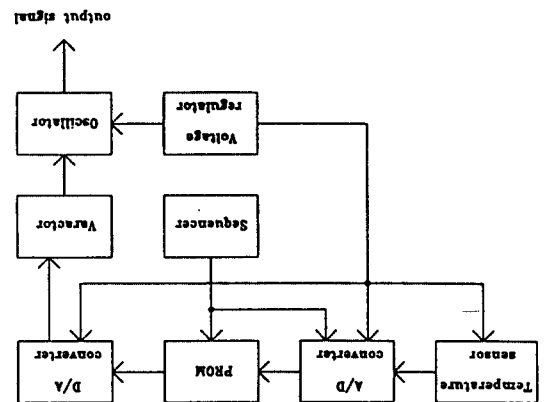 Temperature
sensor
A/D
converter
PROM
D/A
converter
Sequencer
Varactor
Voltage
regulator
Oscillator
output signal